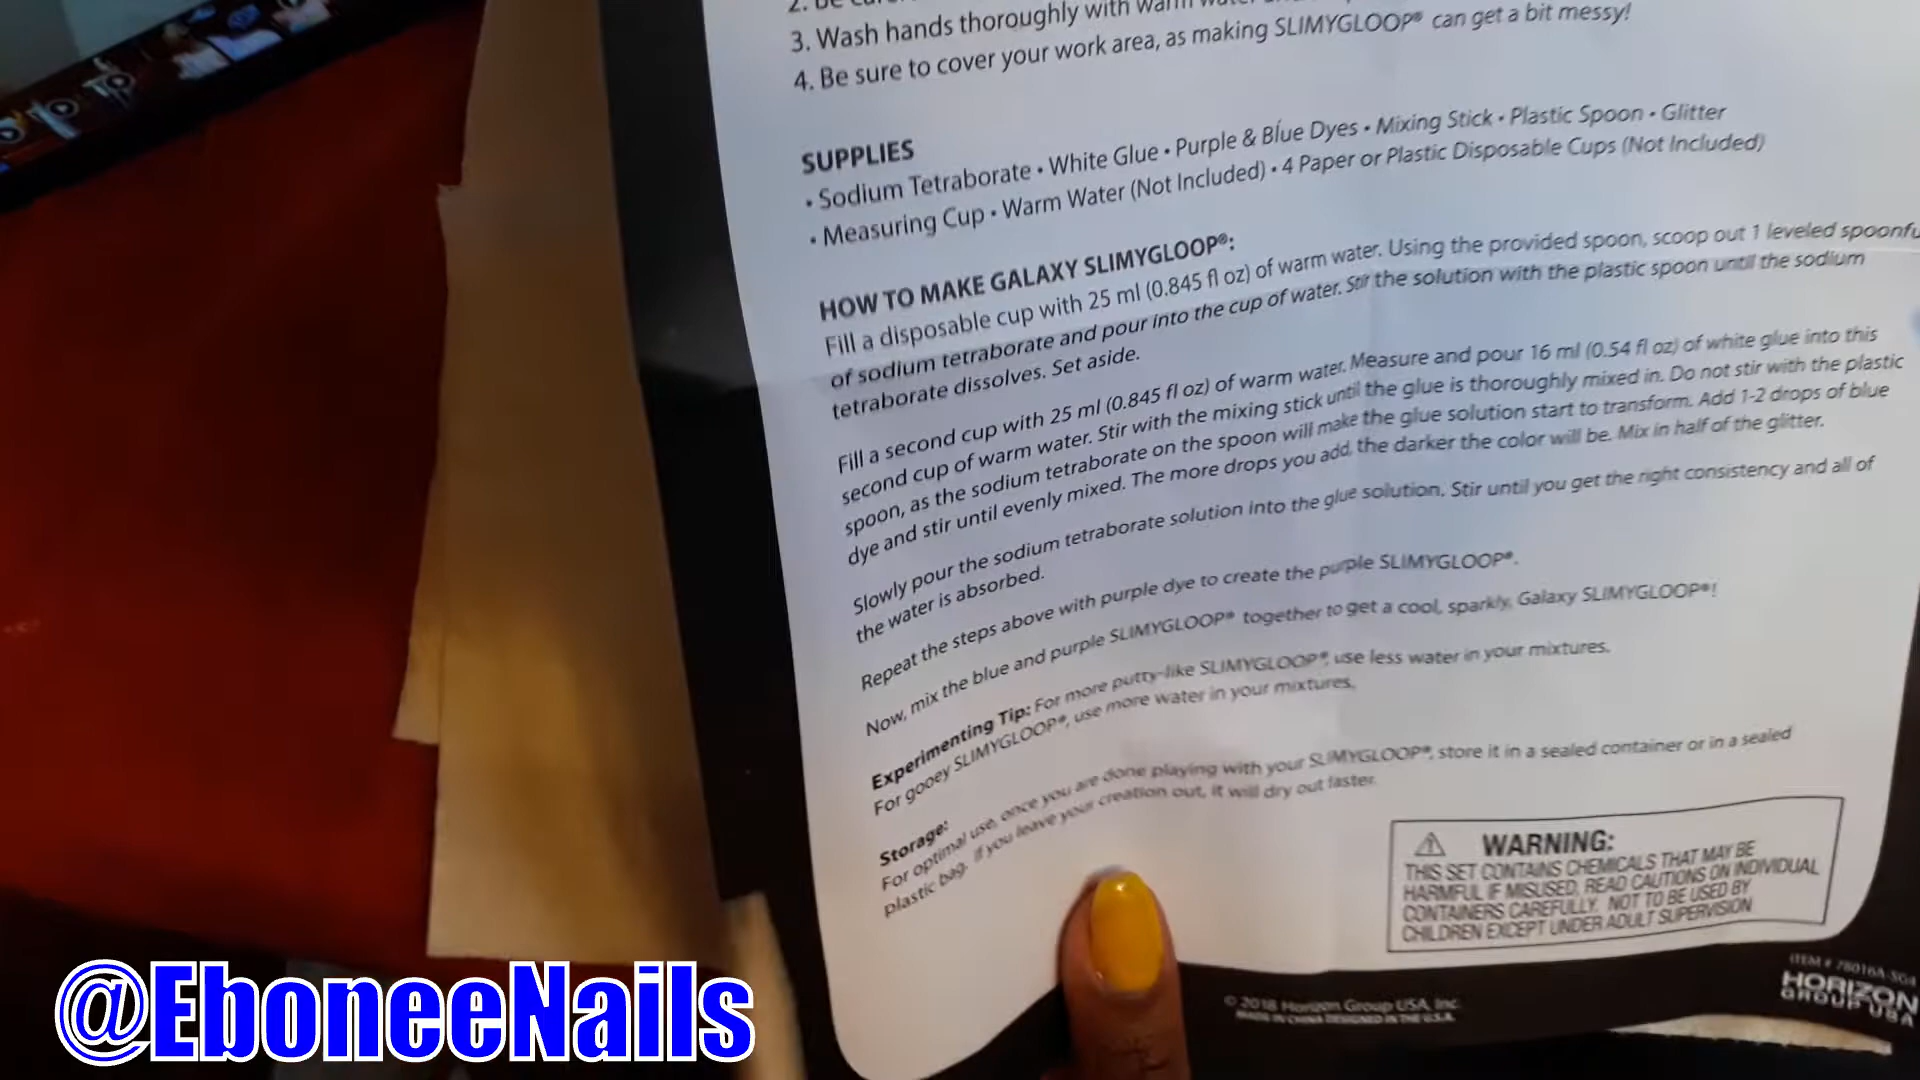 3. Wash hands thoroughly with warm water
4. Be sure to cover your work area, as making SLIMYGLOOP® can get a bit messy!
SUPPLIES
• Sodium Tetraborate • White Glue • Purple & Blue Dyes • Mixing Stick • Plastic Spoon • Glitter
• Measuring Cup • Warm Water (Not Included) • 4 Paper or Plastic Disposable Cups (Not Included)
HOW TO MAKE GALAXY SLIMYGLOOP®:
Fill a disposable cup with 25 ml (0.845 fl oz) of warm water. Using the provided spoon, scoop out 1 leveled spoonfu
of sodium tetraborate and pour into the cup of water. Stir the solution with the plastic spoon until the sodium
tetraborate dissolves. Set aside.
Fill a second cup with 25 ml (0.845 fl oz) of warm water. Measure and pour 16 ml (0.54 fl oz) of white glue into this
second cup of warm water. Stir with the mixing stick until the glue is thoroughly mixed in. Do not stir with the plastic
spoon, as the sodium tetraborate on the spoon will make the glue solution start to transform. Add 1-2 drops of blue
dye and stir until evenly mixed. The more drops you add, the darker the color will be. Mix in half of the glitter.
Slowly pour the sodium tetraborate solution into the glue solution. Stir until you get the right consistency and all of
the water is absorbed.
Repeat the steps above with purple dye to create the purple SLIMYGLOOP®.
Now, mix the blue and purple SLIMYGLOOP® together to get a cool, sparkly, Galaxy SLIMYGLOOP®!
Experimenting Tip: For more putty-like SLIMYGLOOP®, use less water in your mixtures.
For gooey SLIMYGLOOP®, use more water in your mixtures.
Storage:
For optimal use, once you are done playing with your SLIMYGLOOP®, store it in a sealed container or in a sealed
plastic bag. If you leave your creation out, it will dry out faster.
⚠ WARNING:
THIS SET CONTAINS CHEMICALS THAT MAY BE
HARMFUL IF MISUSED. READ CAUTIONS ON INDIVIDUAL
CONTAINERS CAREFULLY. NOT TO BE USED BY
CHILDREN EXCEPT UNDER ADULT SUPERVISION
ITEM # 78016A-SG4
HORIZON
GROUP USA
© 2018 Horizon Group USA, Inc.
MADE IN CHINA DESIGNED IN THE U.S.A.
@EboneeNails